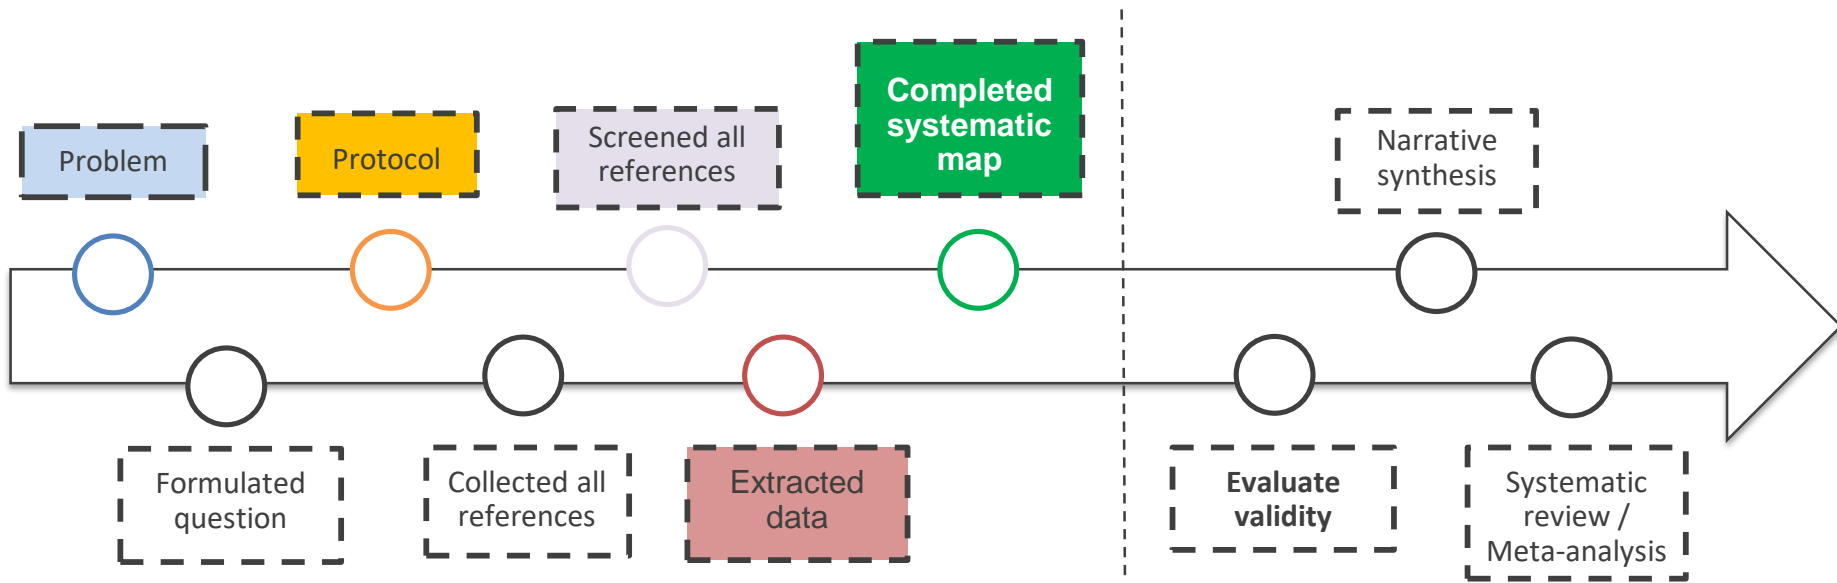 Problem
Formulated
question
Protocol
Collected all
references
Screened all
references
Extracted
data
Completed
systematic
map
Evaluate
validity
Narrative
synthesis
Systematic
review /
Meta-analysis